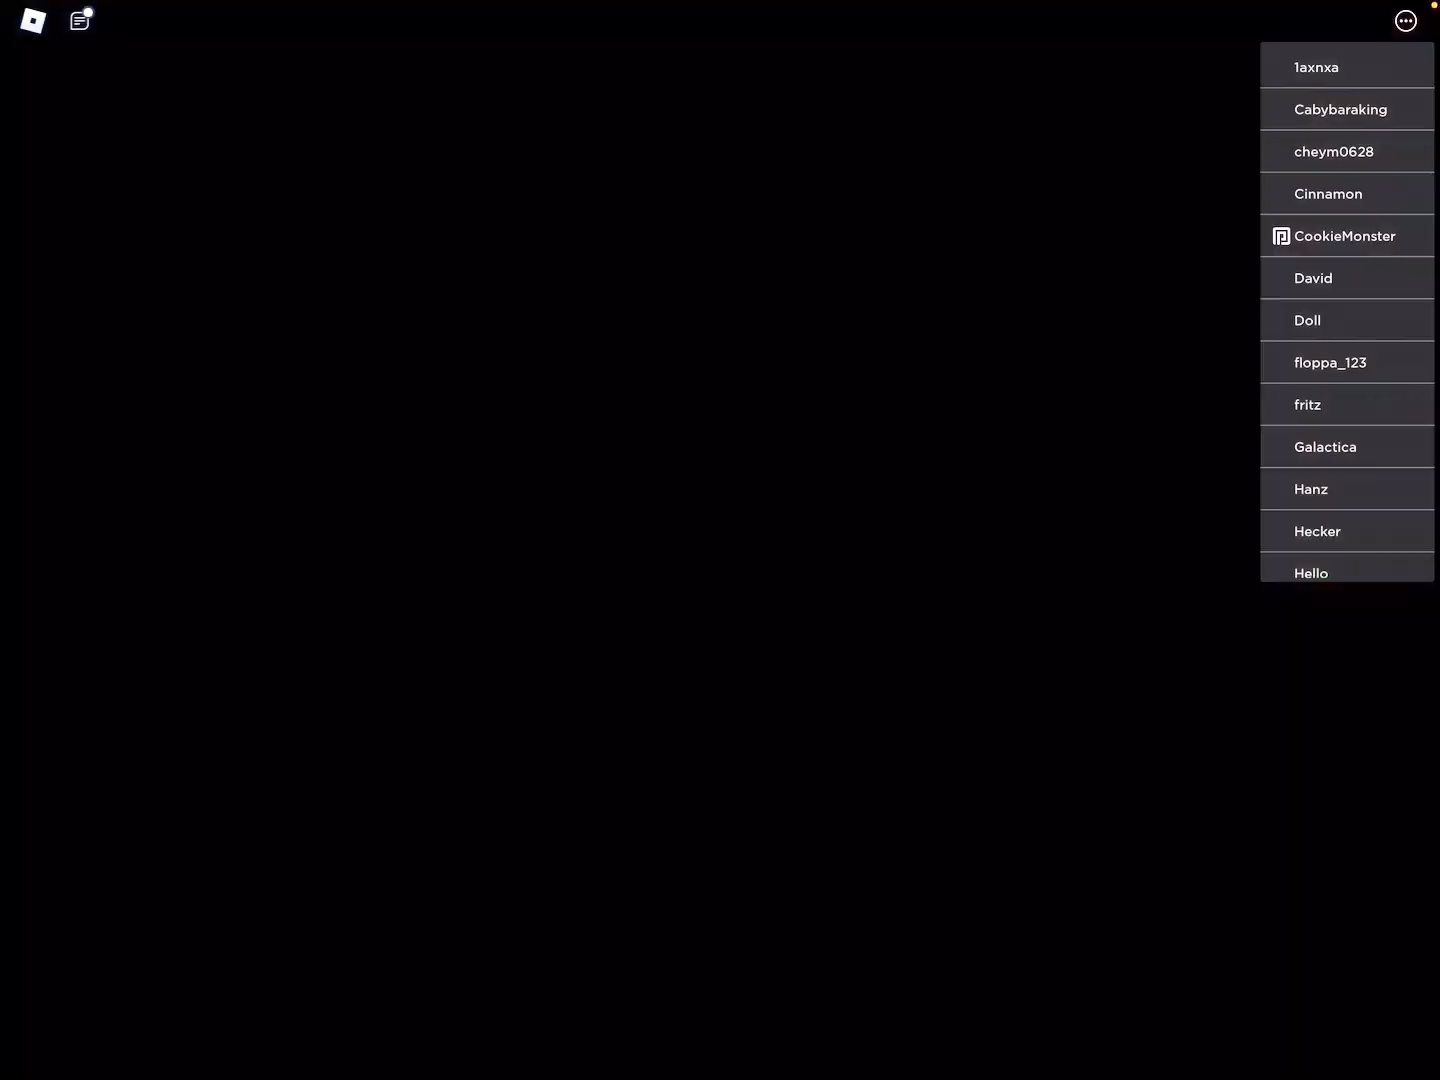 1axnxa
Cabybaraking
cheym0628
Cinnamon
CookieMonster
David
Doll
floppa_123
fritz
Galactica
Hanz
Hecker
Hello